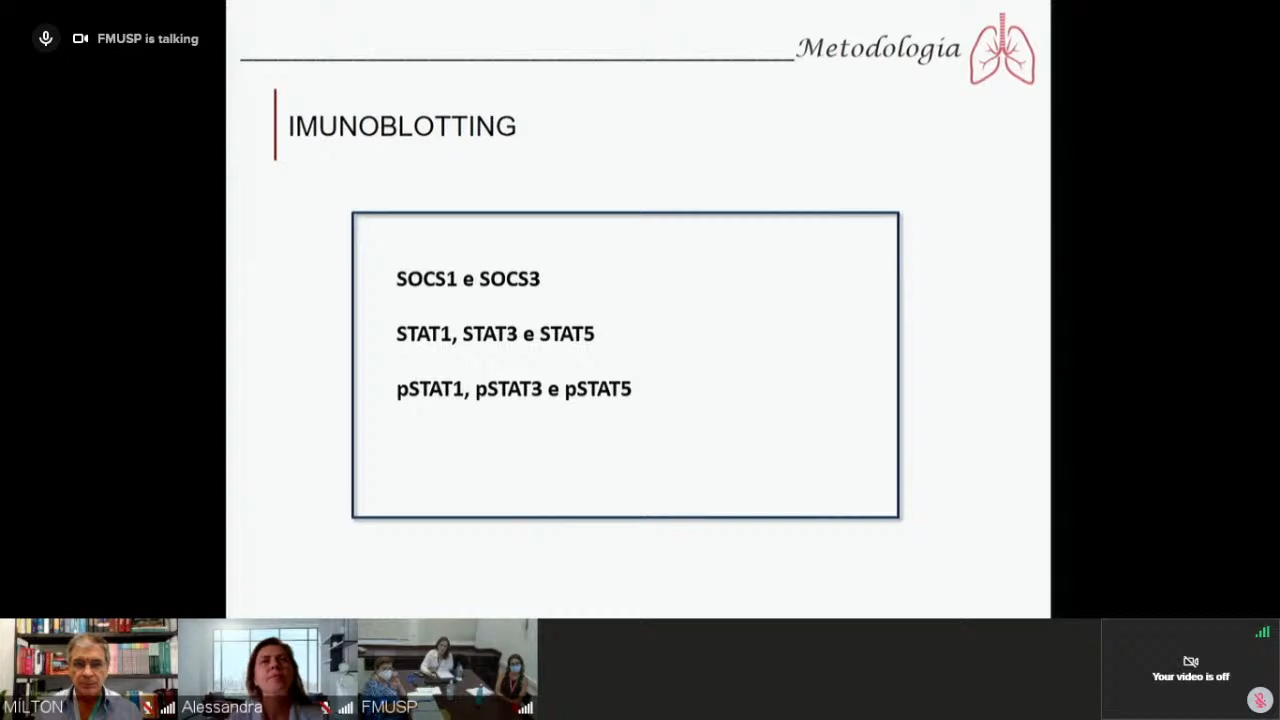 FMUSP is talking
Metodologia
IMUNOBLOTTING
SOCS1 e SOCS3
STAT1, STAT3 e STAT5
pSTAT1, pSTAT3 e pSTAT5
Your video is off
MILTON
Alessandra
FMUSP